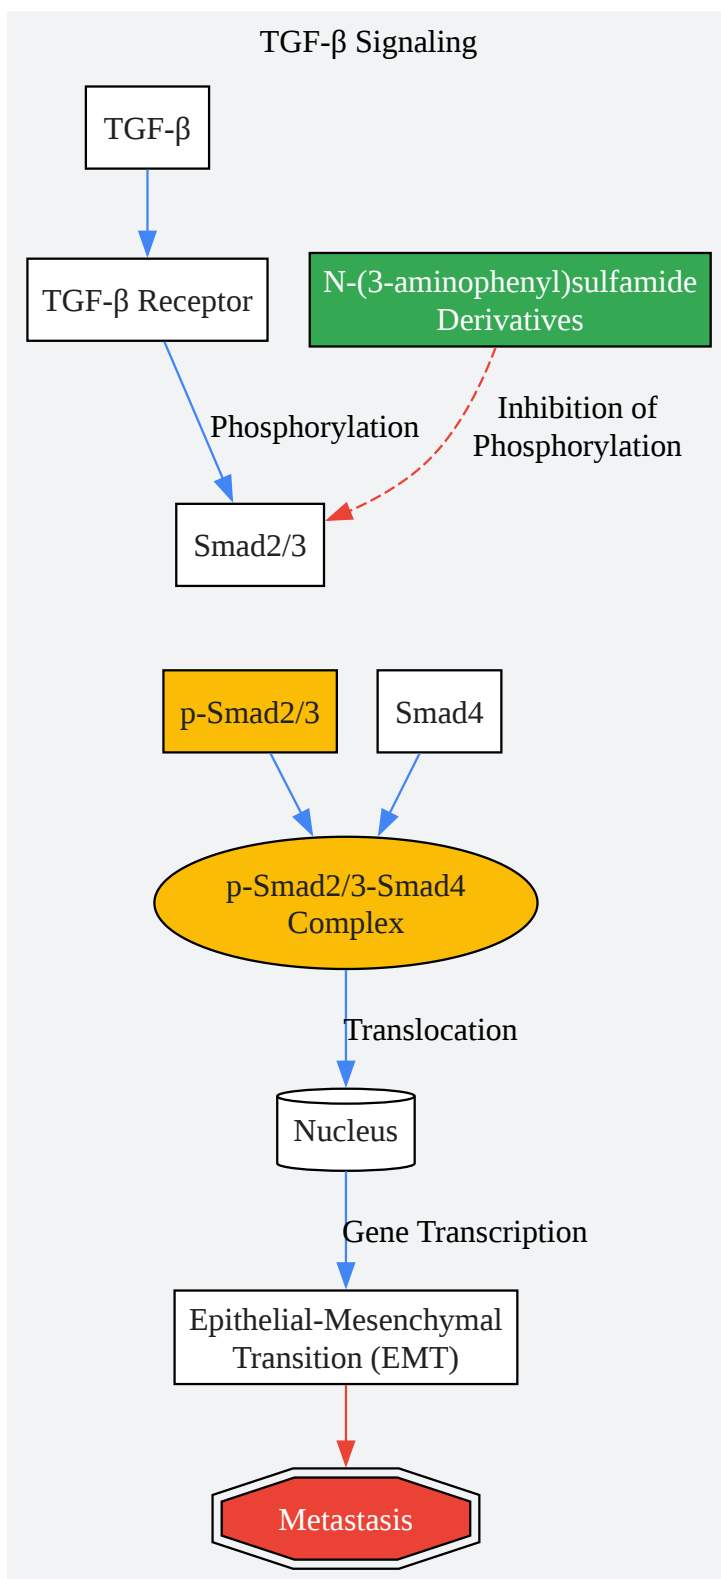 TGF-β Signaling
TGF-β
TGF-β Receptor
N-(3-aminophenyl)sulfamide
Derivatives
Phosphorylation
Inhibition of
Phosphorylation
Smad2/3
p-Smad2/3
Smad4
p-Smad2/3-Smad4
Complex
Translocation
Nucleus
Gene Transcription
Epithelial-Mesenchymal
Transition (EMT)
Metastasis